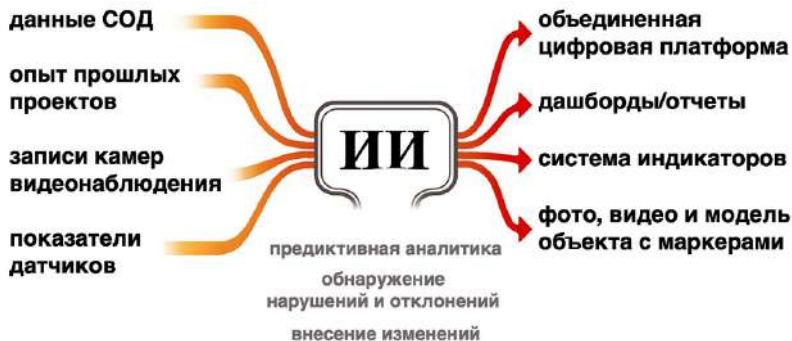 данные СОД
опыт прошлых
проектов
записи камер
видеонаблюдения
показатели
датчиков
ИИ
предиктивная аналитика
обнаружение
нарушений и отклонений
внесение изменений
объединенная
цифровая платформа
дашборды/отчеты
система индикаторов
фото, видео и модель
объекта с маркерами